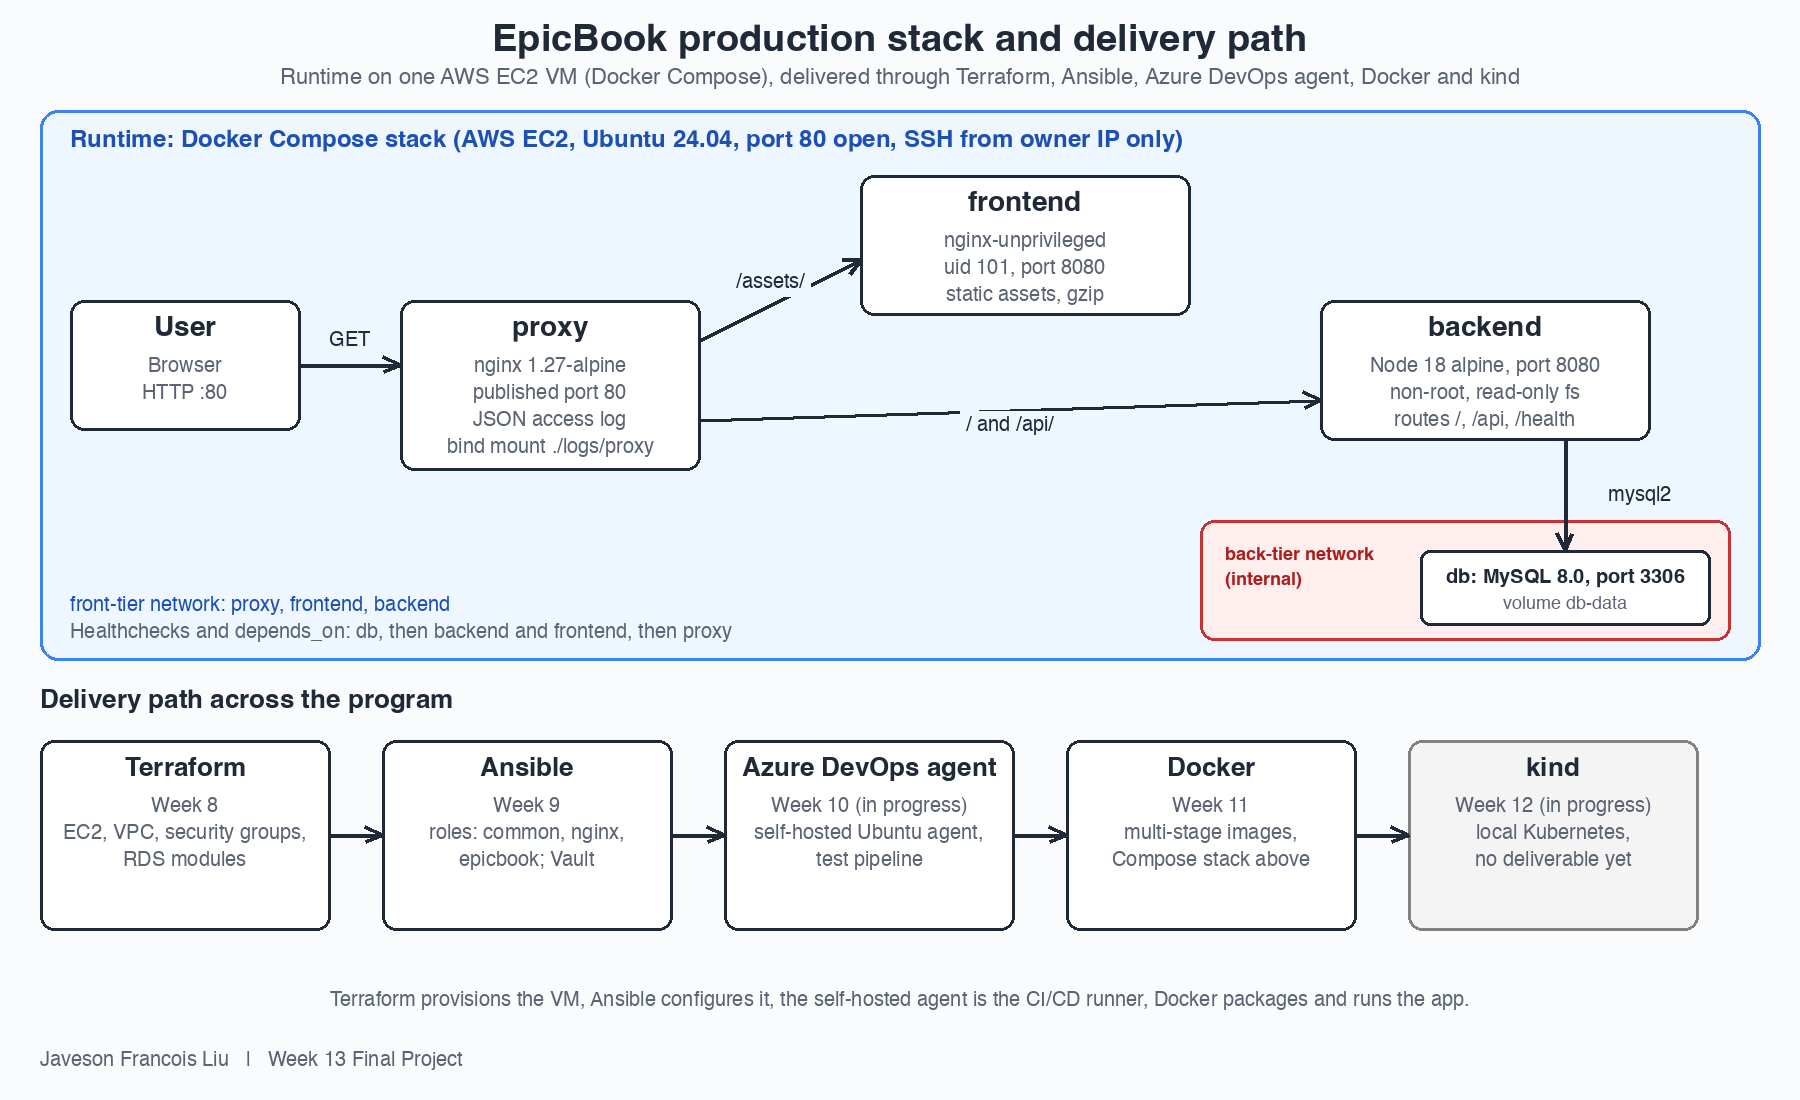 EpicBook production stack and delivery path
Runtime on one AWS EC2 VM (Docker Compose), delivered through Terraform, Ansible, Azure DevOps agent, Docker and kind
Runtime: Docker Compose stack (AWS EC2, Ubuntu 24.04, port 80 open, SSH from owner IP only)
User
Browser
HTTP :80
GET
proxy
nginx 1.27-alpine
published port 80
JSON access log
bind mount ./logs/proxy
/assets/
frontend
nginx-unprivileged
uid 101, port 8080
static assets, gzip
/ and /api/
backend
Node 18 alpine, port 8080
non-root, read-only fs
routes /, /api, /health
mysql2
back-tier network
(internal)
db: MySQL 8.0, port 3306
volume db-data
front-tier network: proxy, frontend, backend
Healthchecks and depends_on: db, then backend and frontend, then proxy
Delivery path across the program
Terraform
Week 8
EC2, VPC, security groups,
RDS modules
Ansible
Week 9
roles: common, nginx,
epicbook; Vault
Azure DevOps agent
Week 10 (in progress)
self-hosted Ubuntu agent,
test pipeline
Docker
Week 11
multi-stage images,
Compose stack above
kind
Week 12 (in progress)
local Kubernetes,
no deliverable yet
Terraform provisions the VM, Ansible configures it, the self-hosted agent is the CI/CD runner, Docker packages and runs the app.
Javeson Francois Liu | Week 13 Final Project